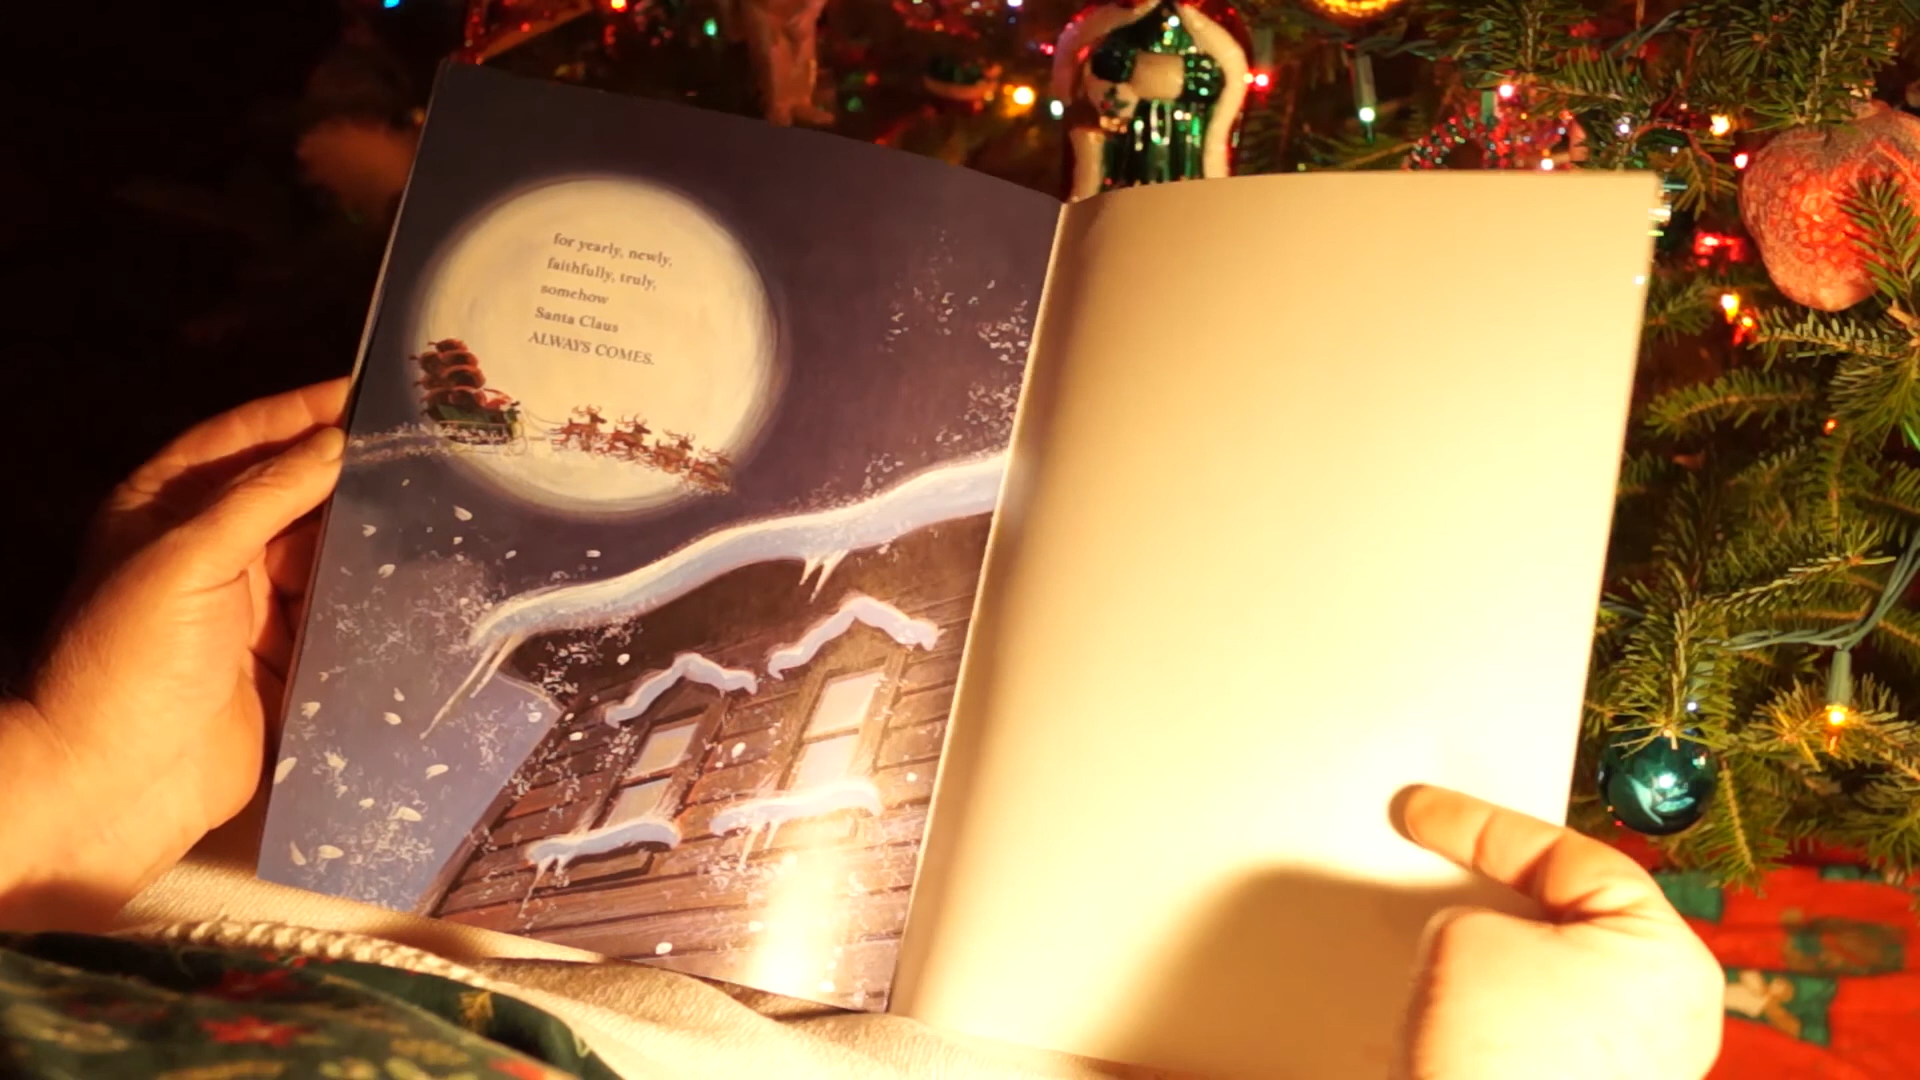 for yearly, newly,
faithfully, truly,
somehow
Santa Claus
ALWAYS COMES.